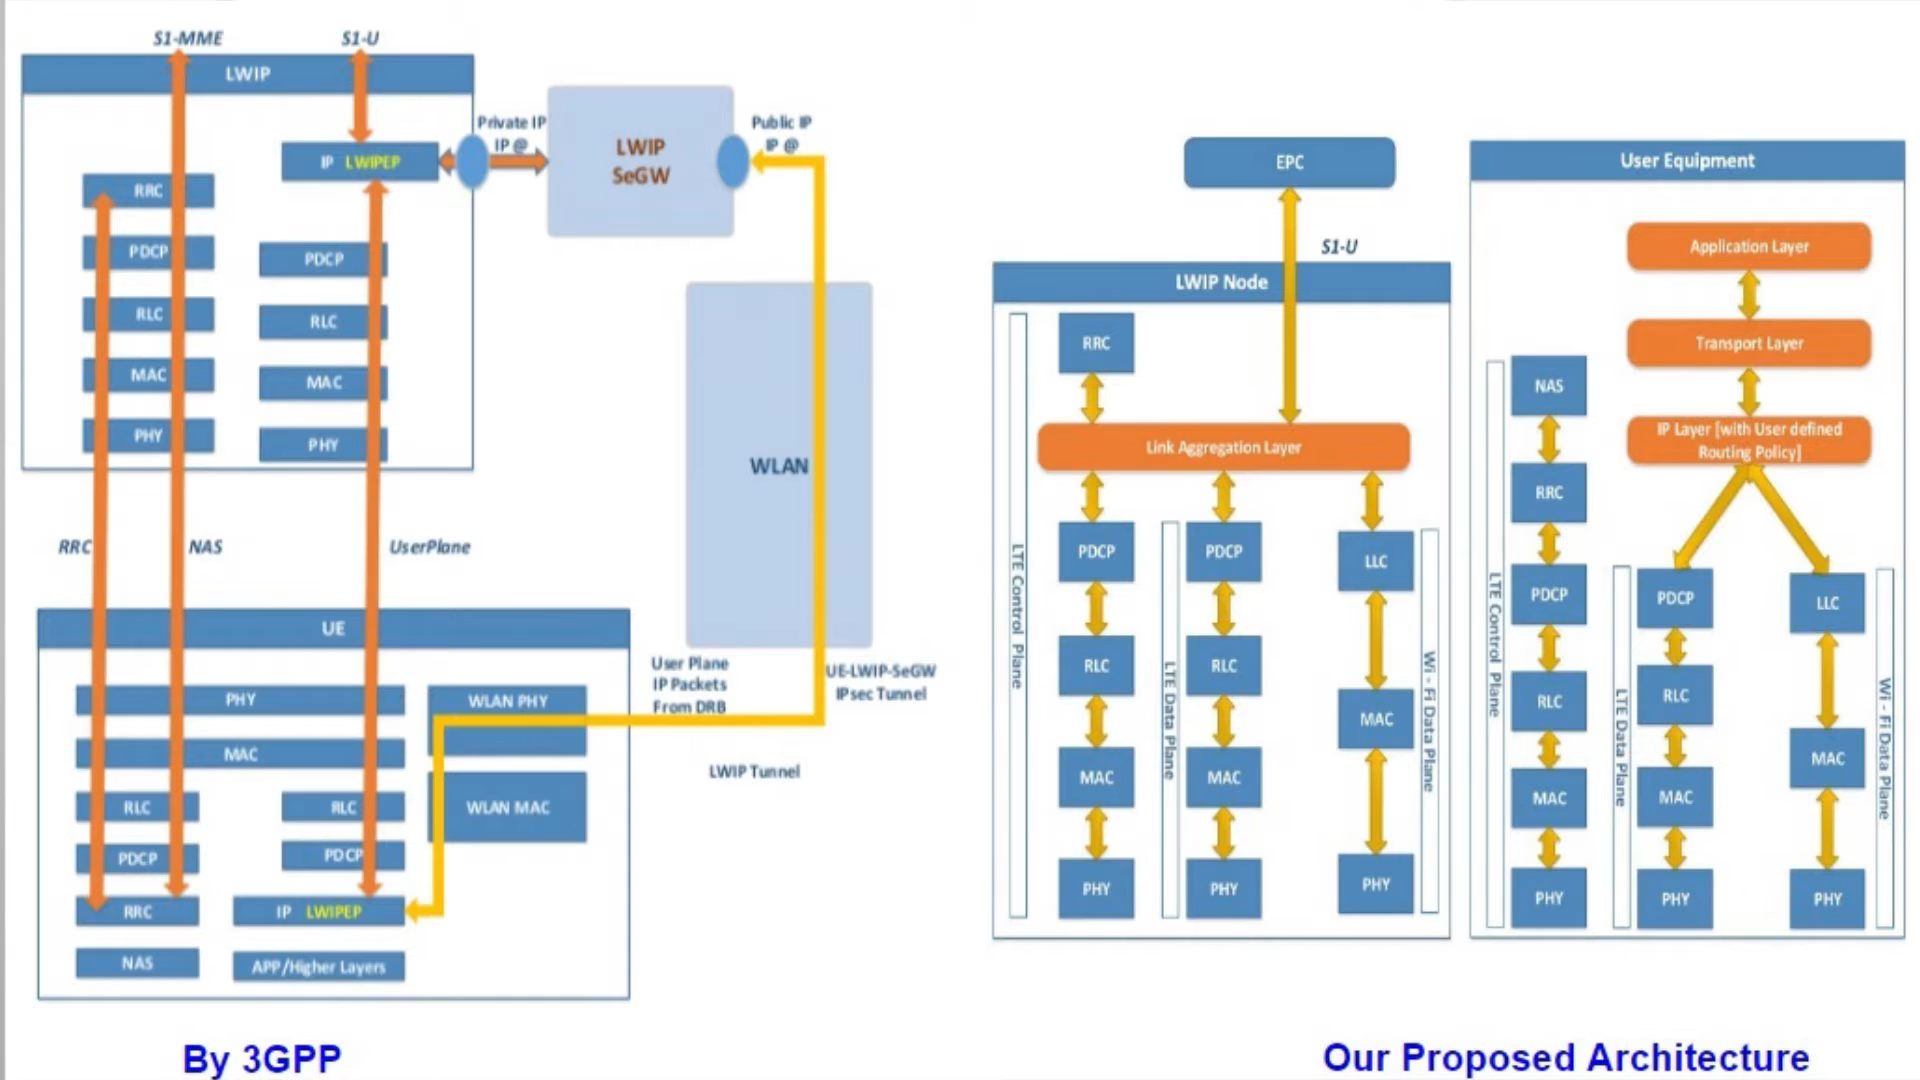 S1-MME
S1-U
LWIP
Private IP
IP @
LWIP
SeGW
Public IP
IP @
IP LWIPEP
RRC
PDCP
RLC
MAC
PHY
PDCP
RLC
MAC
PHY
WLAN
RRC
NAS
UserPlane
UE
PHY
MAC
RLC
PDCP
RRC
NAS
RLC
PDCP
IP LWIPEP
APP/Higher Layers
WLAN PHY
WLAN MAC
User Plane
IP Packets
From DRB
UE-LWIP-SeGW
IPsec Tunnel
LWIP Tunnel
By 3GPP
EPC
S1-U
LWIP Node
RRC
Link Aggregation Layer
LTE Control Plane
PDCP
RLC
MAC
PHY
LTE Data Plane
PDCP
RLC
MAC
PHY
LLC
MAC
PHY
Wi - Fi Data Plane
User Equipment
Application Layer
Transport Layer
IP Layer [with User defined
Routing Policy]
LTE Control Plane
NAS
RRC
PDCP
RLC
MAC
PHY
LTE Data Plane
PDCP
RLC
MAC
PHY
LLC
MAC
PHY
Wi - Fi Data Plane
Our Proposed Architecture